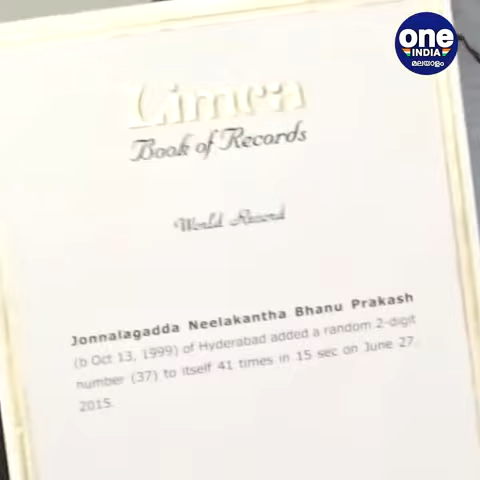 one
INDIA
മലയാളം
Limca
Book of Records
World Record
Jonnalagadda Neelakantha Bhanu Prakash
(b Oct 13, 1999) of Hyderabad added a random 2-digit
number (37) to itself 41 times in 15 sec on June 27,
2015.